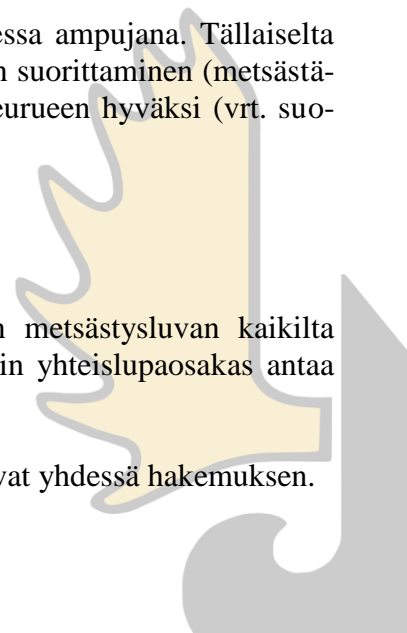 essa ampujana. Tällaiselta
n suorittaminen (metsästä-
eurueen hyväksi (vrt. suo-
n metsästysluvan kaikilta
in yhteislupaosakas antaa
vat yhdessä hakemuksen.